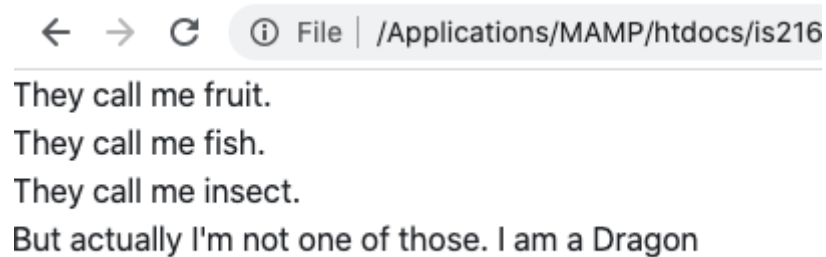 File | /Applications/MAMP/htdocs/is216
They call me fruit.
They call me fish.
They call me insect.
But actually I'm not one of those. I am a Dragon